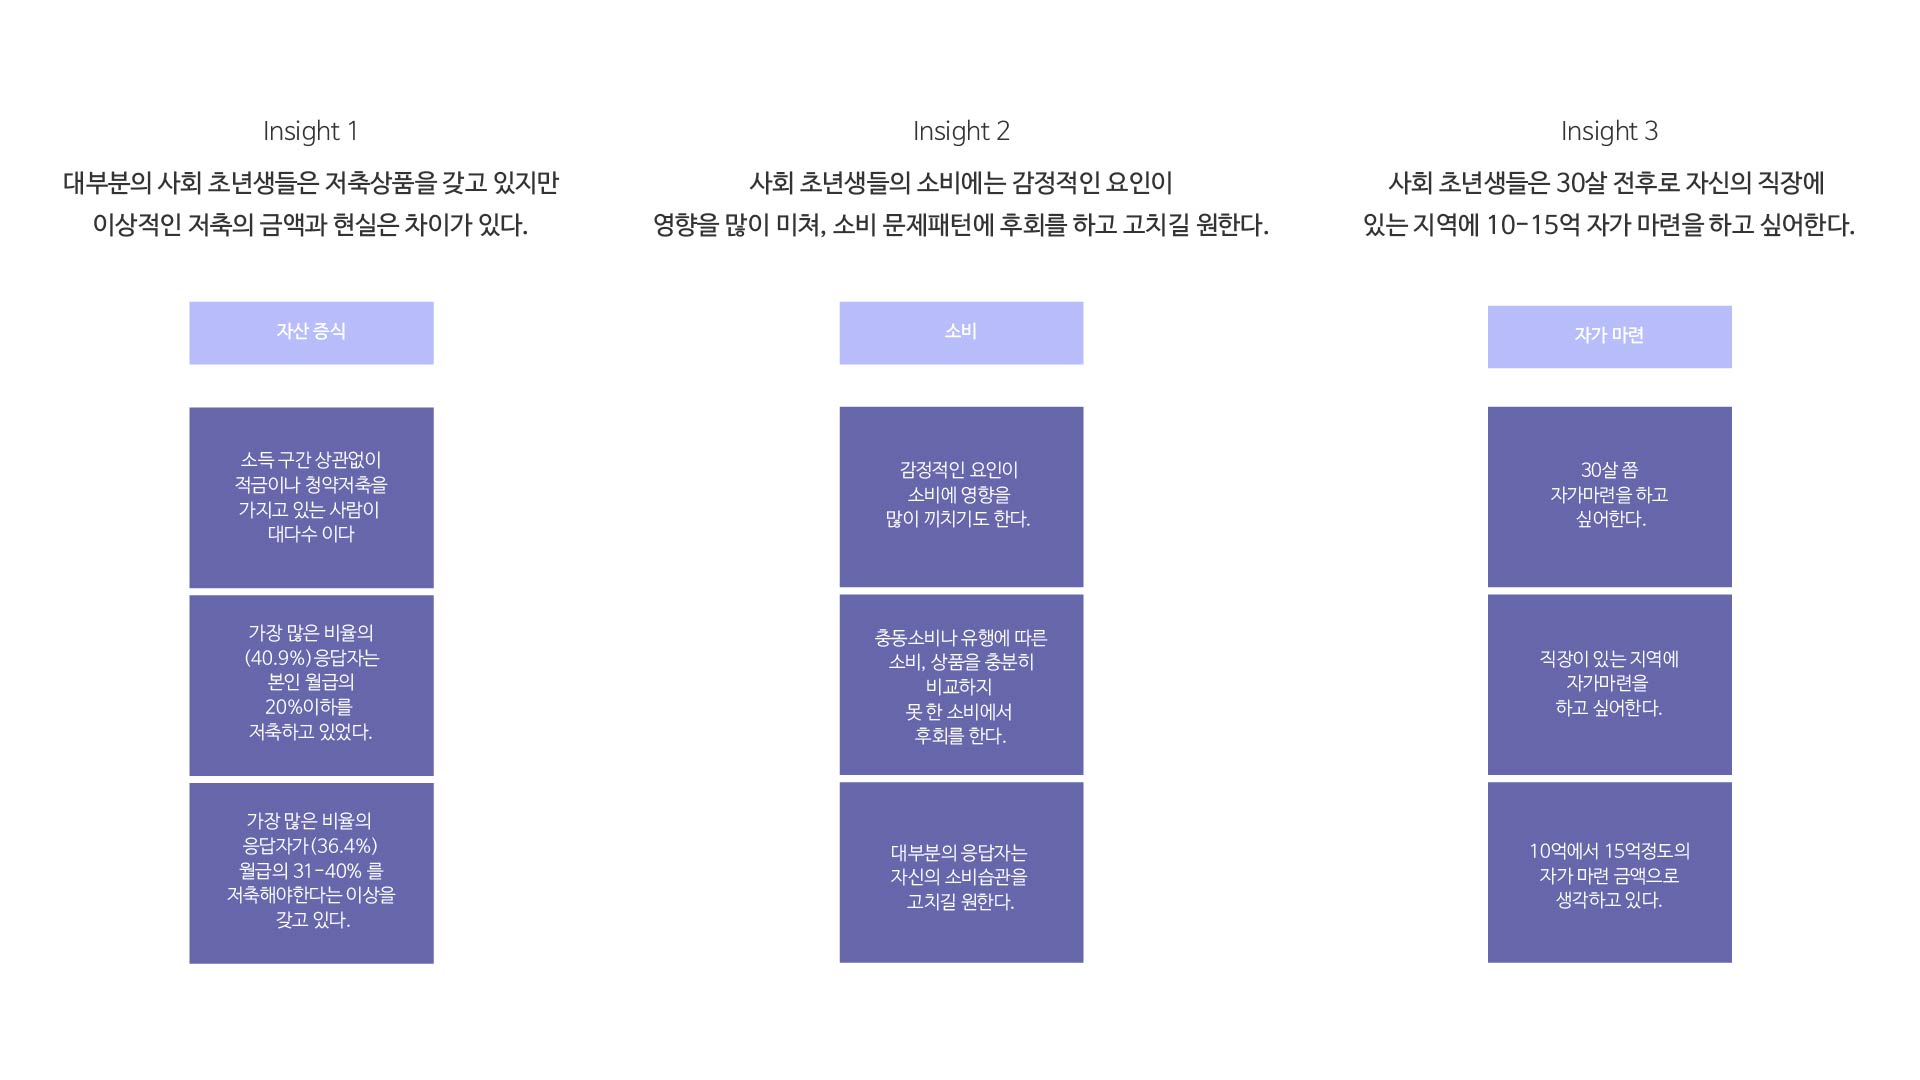 Insight 1
대부분의 사회 초년생들은 저축상품을 갖고 있지만
이상적인 저축의 금액과 현실은 차이가 있다.
자산 증식
소득 구간 상관없이
적금이나 청약저축을
가지고 있는 사람이
대다수 이다
가장 많은 비율의
(40.9%)응답자는
본인 월급의
20%이하를
저축하고 있었다.
가장 많은 비율의
응답자가(36.4%)
월급의 31-40% 를
저축해야한다는 이상을
갖고 있다.
Insight 2
사회 초년생들의 소비에는 감정적인 요인이
영향을 많이 미쳐, 소비 문제패턴에 후회를 하고 고치길 원한다.
소비
감정적인 요인이
소비에 영향을
많이 끼치기도 한다.
충동소비나 유행에 따른
소비, 상품을 충분히
비교하지
못 한 소비에서
후회를 한다.
대부분의 응답자는
자신의 소비습관을
고치길 원한다.
Insight 3
사회 초년생들은 30살 전후로 자신의 직장에
있는 지역에 10-15억 자가 마련을 하고 싶어한다.
자가 마련
30살 쯤
자가마련을 하고
싶어한다.
직장이 있는 지역에
자가마련을
하고 싶어한다.
10억에서 15억정도의
자가 마련 금액으로
생각하고 있다.